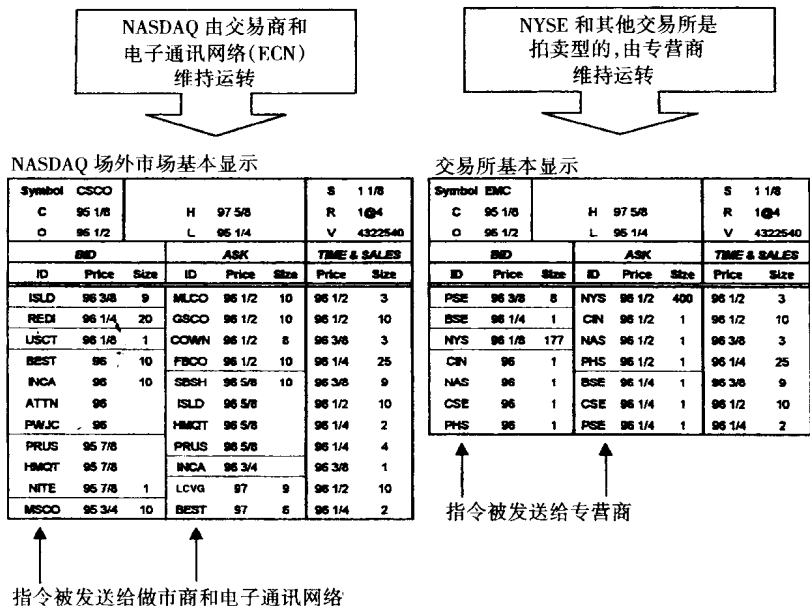 NASDAQ 由交易商和
电子通讯网络(ECN)
维持运转
NYSE 和其他交易所是
拍卖型的,由专营商
维持运转
NASDAQ 场外市场基本显示
Symbol CSCO S 1 1/8
C 95 1/8 H 97 5/8 R 1@4
O 96 1/2 L 95 1/4 V 4322540
BID ASK TIME & SALES
ID Price Size ID Price Size Price Size
ISLD 96 3/8 9 MLCO 96 1/2 10 96 1/2 3
REDI 96 1/4 20 GSCO 96 1/2 10 96 1/2 10
USCT 96 1/8 1 COWN 96 1/2 8 96 3/8 3
BEST 96 10 FBCO 96 1/2 10 96 1/4 25
INCA 96 10 SBSH 96 5/8 10 96 3/8 9
ATTN 96 ISLD 96 5/8 96 1/2 10
PWJC 96 HMQT 96 5/8 96 1/4 2
PRUS 95 7/8 PRUS 96 5/8 96 1/4 4
HMQT 95 7/8 INCA 96 3/4 96 3/8 1
NITE 95 7/8 1 LCVG 97 9 96 1/2 10
MSCO 95 3/4 10 BEST 97 6 96 1/4 2
指令被发送给做市商和电子通讯网络
交易所基本显示
Symbol EMC S 1 1/8
C 95 1/8 H 97 5/8 R 1@4
O 96 1/2 L 95 1/4 V 4322540
BID ASK TIME & SALES
ID Price Size ID Price Size Price Size
PSE 96 3/8 8 NYS 96 1/2 400 96 1/2 3
BSE 96 1/4 1 CIN 96 1/2 1 96 1/2 10
NYS 96 1/8 177 NAS 96 1/2 1 96 3/8 3
CIN 96 1 PHS 96 1/2 1 96 1/4 25
NAS 96 1 BSE 96 1/4 1 96 3/8 9
CSE 96 1 CSE 96 1/4 1 96 1/2 10
PHS 96 1 PSE 96 1/4 1 96 1/4 2
指令被发送给专营商